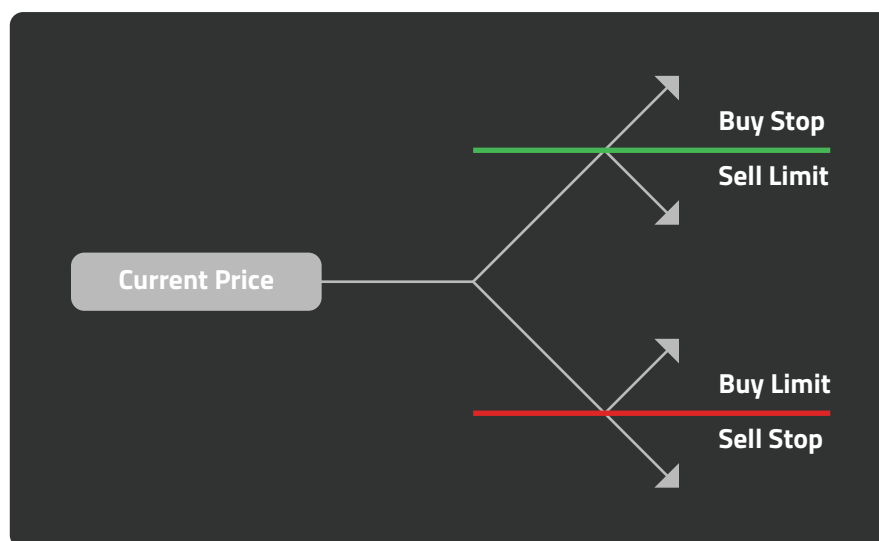 Buy Stop
Sell Limit
Current Price
Buy Limit
Sell Stop